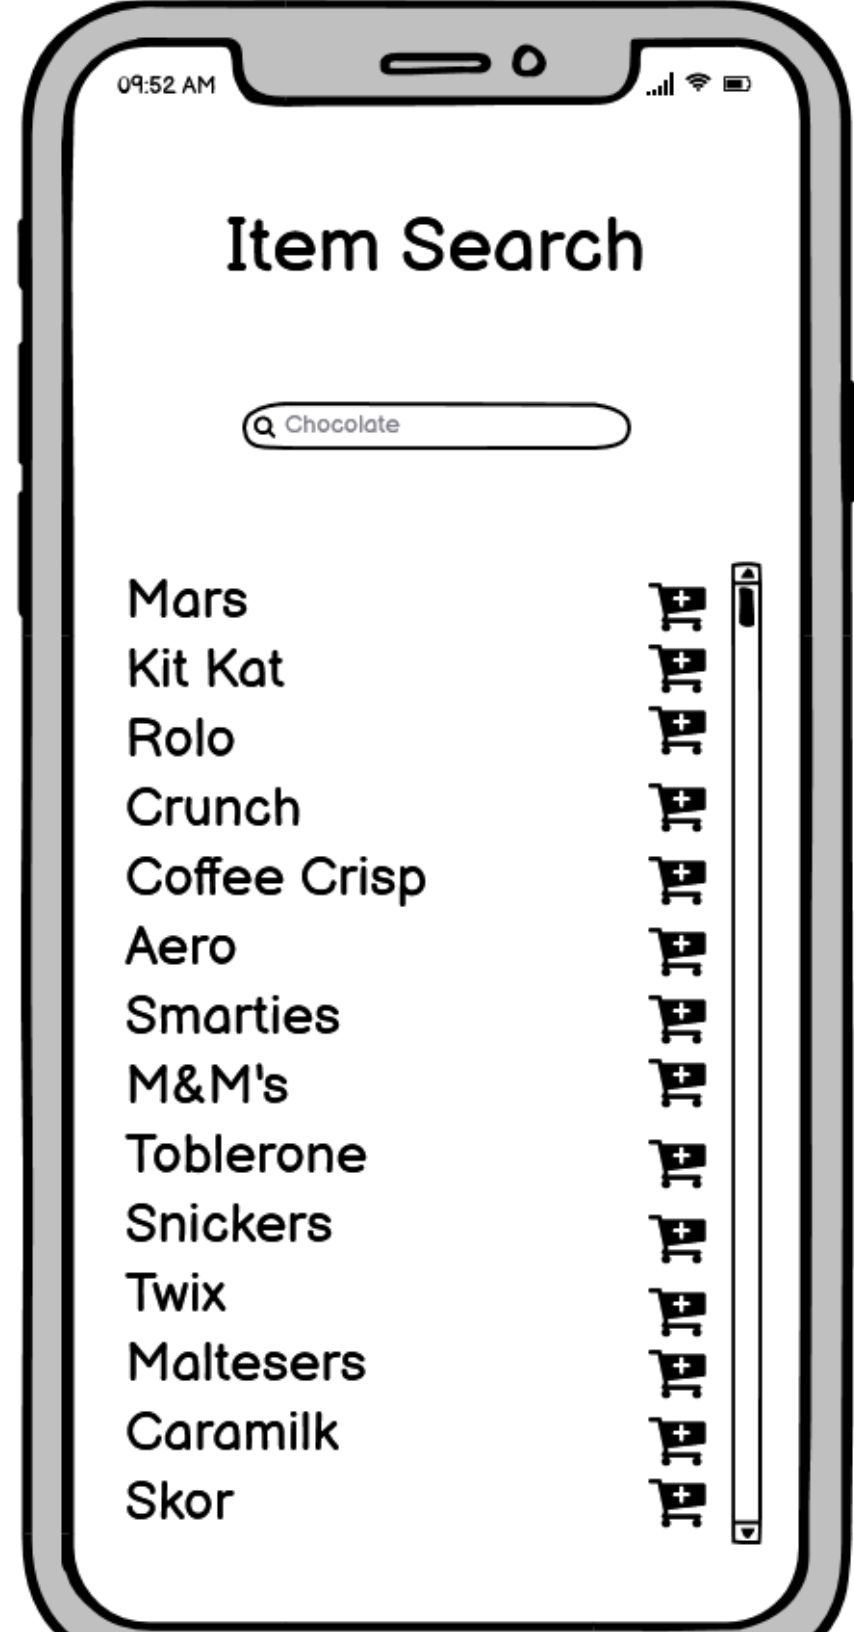 09:52 AM
Item Search
Chocolate
Mars
Kit Kat
Rolo
Crunch
Coffee Crisp
Aero
Smarties
M&M's
Toblerone
Snickers
Twix
Maltesers
Caramilk
Skor